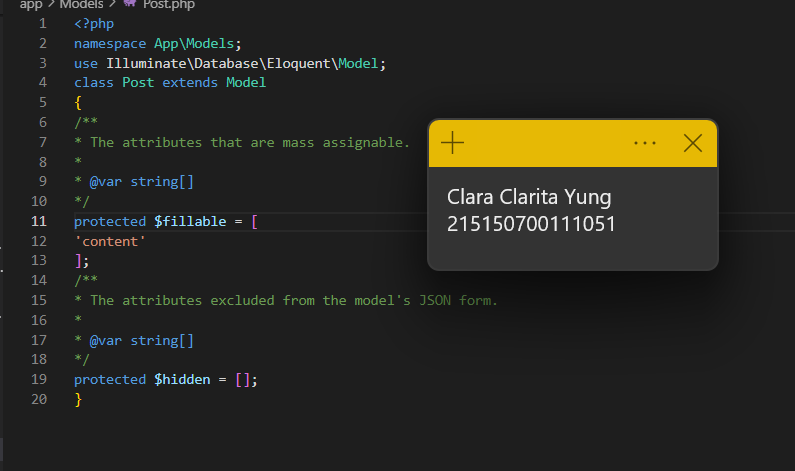 app > Models > Post.php
1 <?php
2 namespace App\Models;
3 use Illuminate\Database\Eloquent\Model;
4 class Post extends Model
5 {
6 /**
7 * The attributes that are mass assignable.
8 *
9 * @var string[]
10 */
11 protected $fillable = [
12 'content'
13 ];
14 /**
15 * The attributes excluded from the model's JSON form.
16 *
17 * @var string[]
18 */
19 protected $hidden = [];
20 }
Clara Clarita Yung
215150700111051